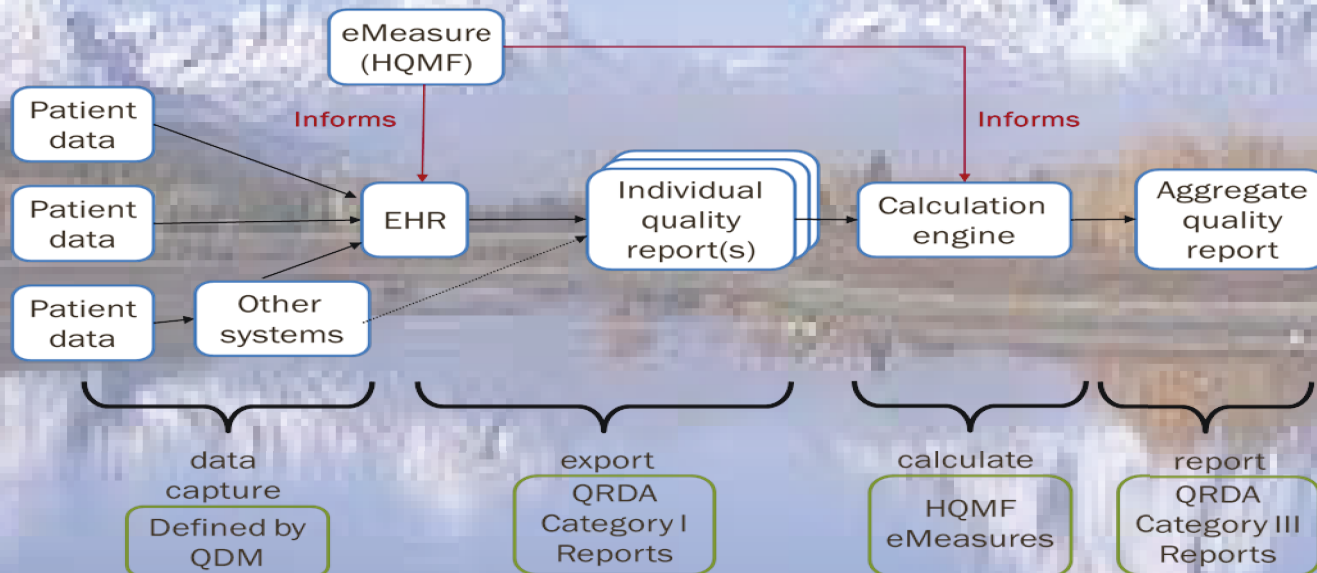 eMeasure
(HQMF)
Informs
Informs
Patient
data
Patient
data
Patient
data
Other
systems
EHR
Individual
quality
report(s)
Calculation
engine
Aggregate
quality
report
data
capture
Defined by
QDM
export
QRDA
Category I
Reports
calculate
HQMF
eMeasures
report
QRDA
Category III
Reports